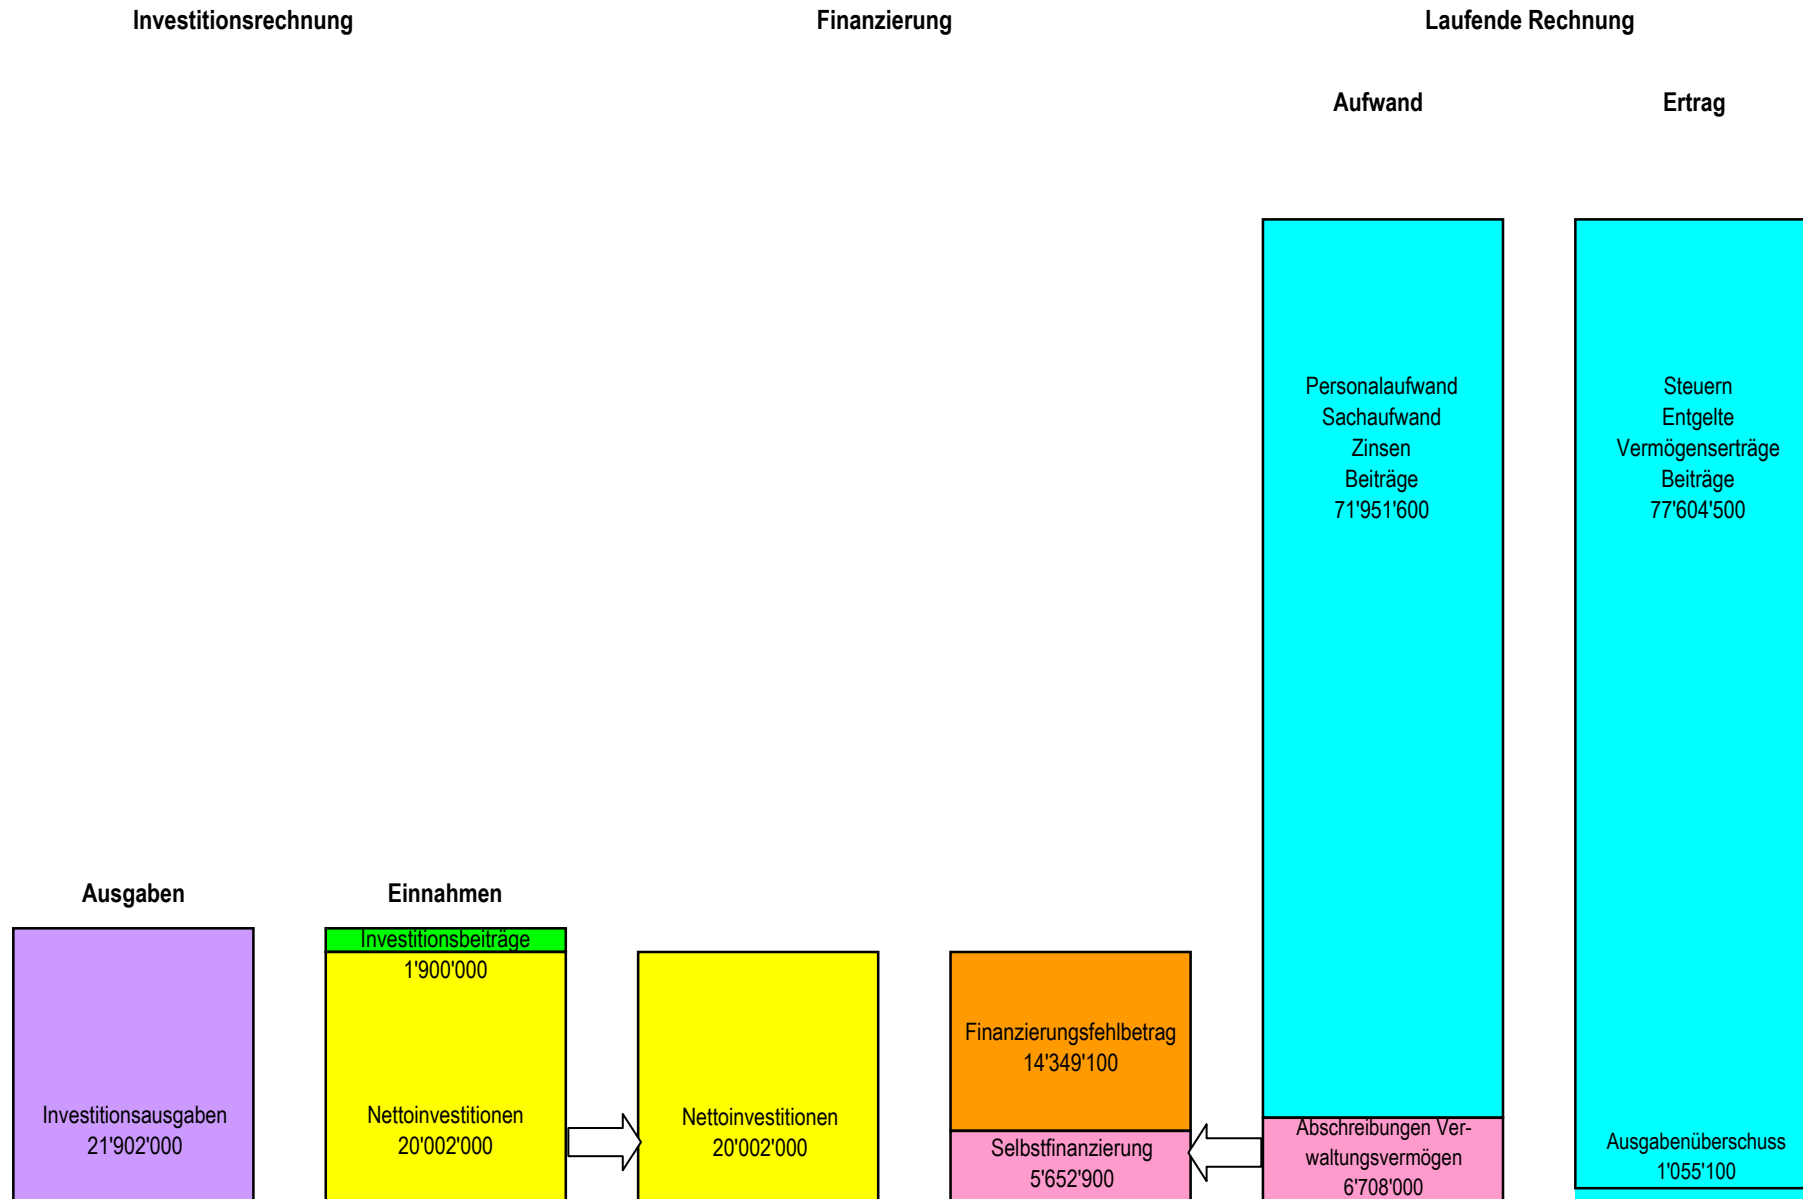 Investitionsrechnung
Finanzierung
Laufende Rechnung
Aufwand
Ertrag
Personalaufwand
Sachaufwand
Zinsen
Beiträge
71'951'600
Steuern
Entgelte
Vermögenserträge
Beiträge
77'604'500
Ausgaben
Einnahmen
Investitionsbeiträge
1'900'000
Investitionsausgaben
21'902'000
Nettoinvestitionen
20'002'000
Nettoinvestitionen
20'002'000
Finanzierungsfehlbetrag
14'349'100
Selbstfinanzierung
5'652'900
Abschreibungen Ver-
waltungsvermögen
6'708'000
Ausgabenüberschuss
1'055'100